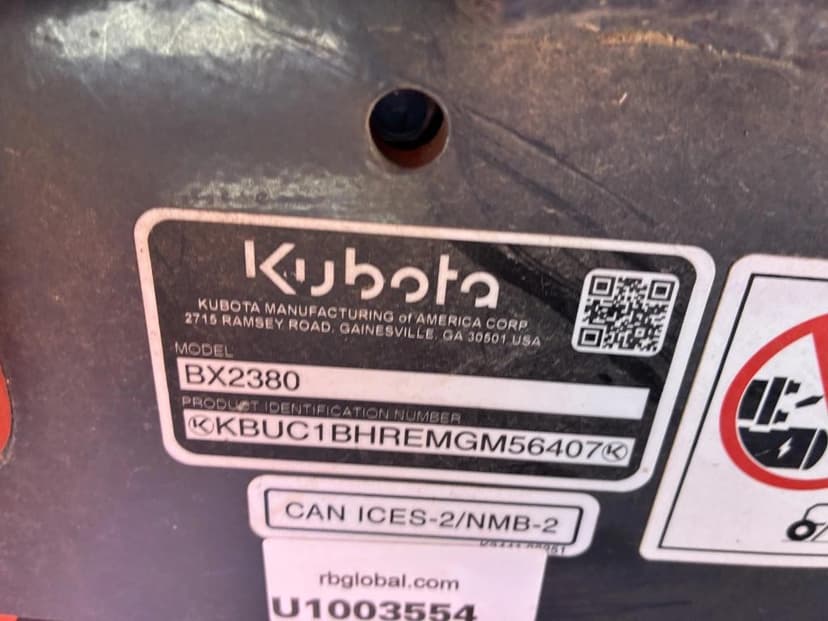 Kubota
KUBOTA MANUFACTURING of AMERICA CORP
2715 RAMSEY ROAD, GAINESVILLE, GA 30501 USA
MODEL
BX2380
PRODUCT IDENTIFICATION NUMBER
KBUC1BHREMGM56407
CAN ICES-2/NMB-2
rbglobal.com
U1003554